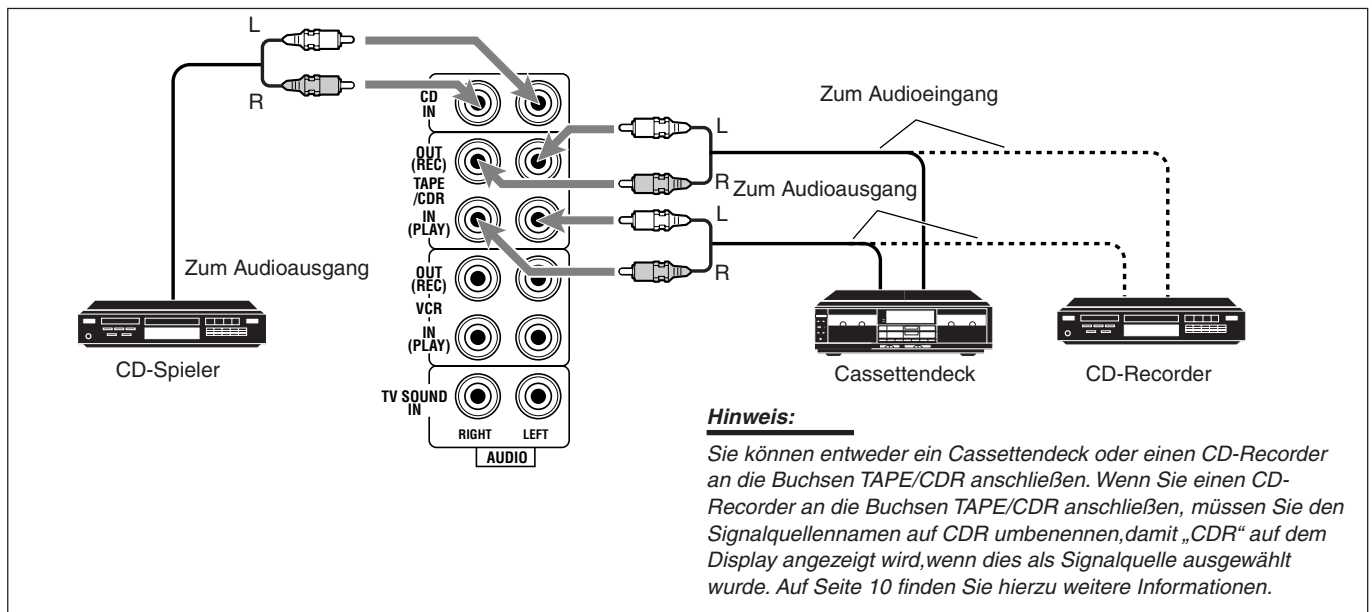 L
R
CD
IN
OUT
(REC)
TAPE
/CDR
IN
(PLAY)
OUT
(REC)
VCR
IN
(PLAY)
TV SOUND
IN
RIGHT LEFT
AUDIO
Zum Audioausgang
CD-Spieler
Zum Audioeingang
L
R
Zum Audioausgang
L
R
Cassettendeck
CD-Recorder
Hinweis:
Sie können entweder ein Cassettendeck oder einen CD-Recorder
an die Buchsen TAPE/CDR anschließen. Wenn Sie einen CD-
Recorder an die Buchsen TAPE/CDR anschließen, müssen Sie den
Signalquellennamen auf CDR umbenennen,damit „CDR“ auf dem
Display angezeigt wird,wenn dies als Signalquelle ausgewählt
wurde. Auf Seite 10 finden Sie hierzu weitere Informationen.